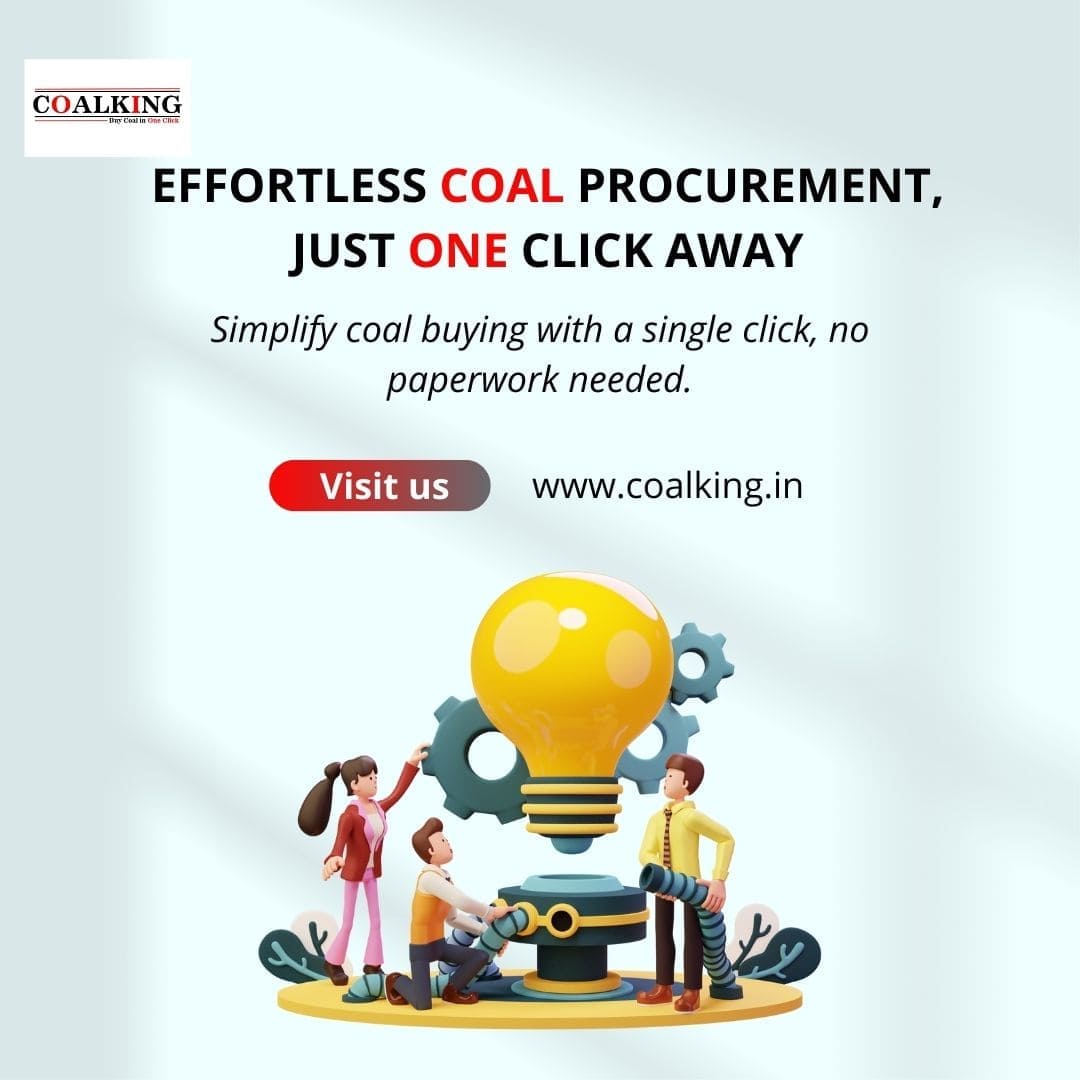 COALKING
Buy Coal in One Click
EFFORTLESS COAL PROCUREMENT,
JUST ONE CLICK AWAY
Simplify coal buying with a single click, no
paperwork needed.
Visit us
www.coalking.in